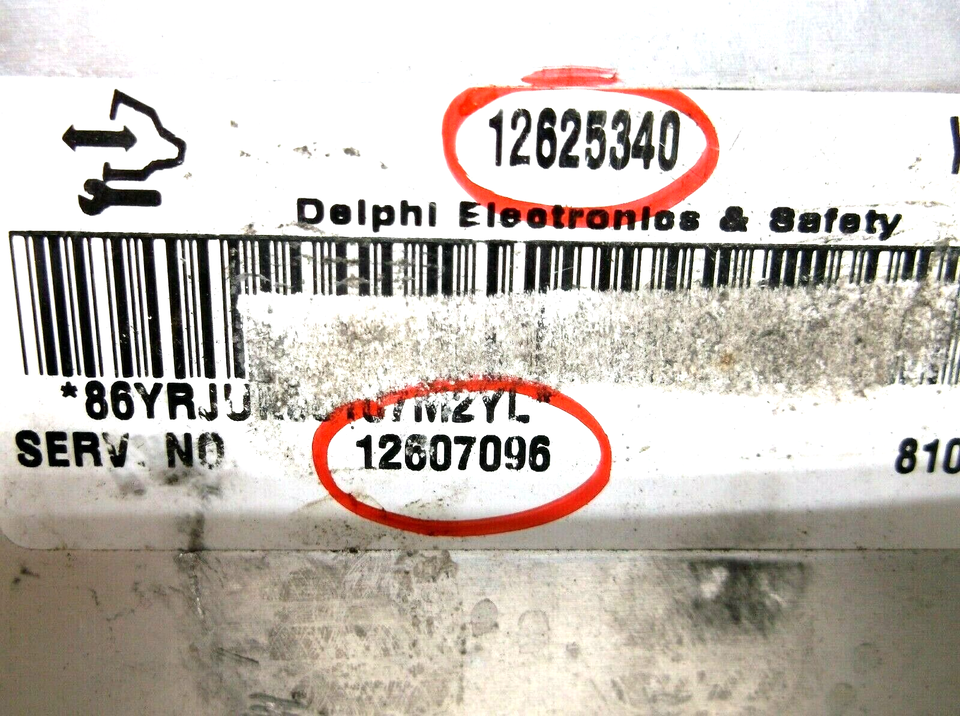 12625340
Delphi Electronics & Safety
SERV. NO. 12607096 810